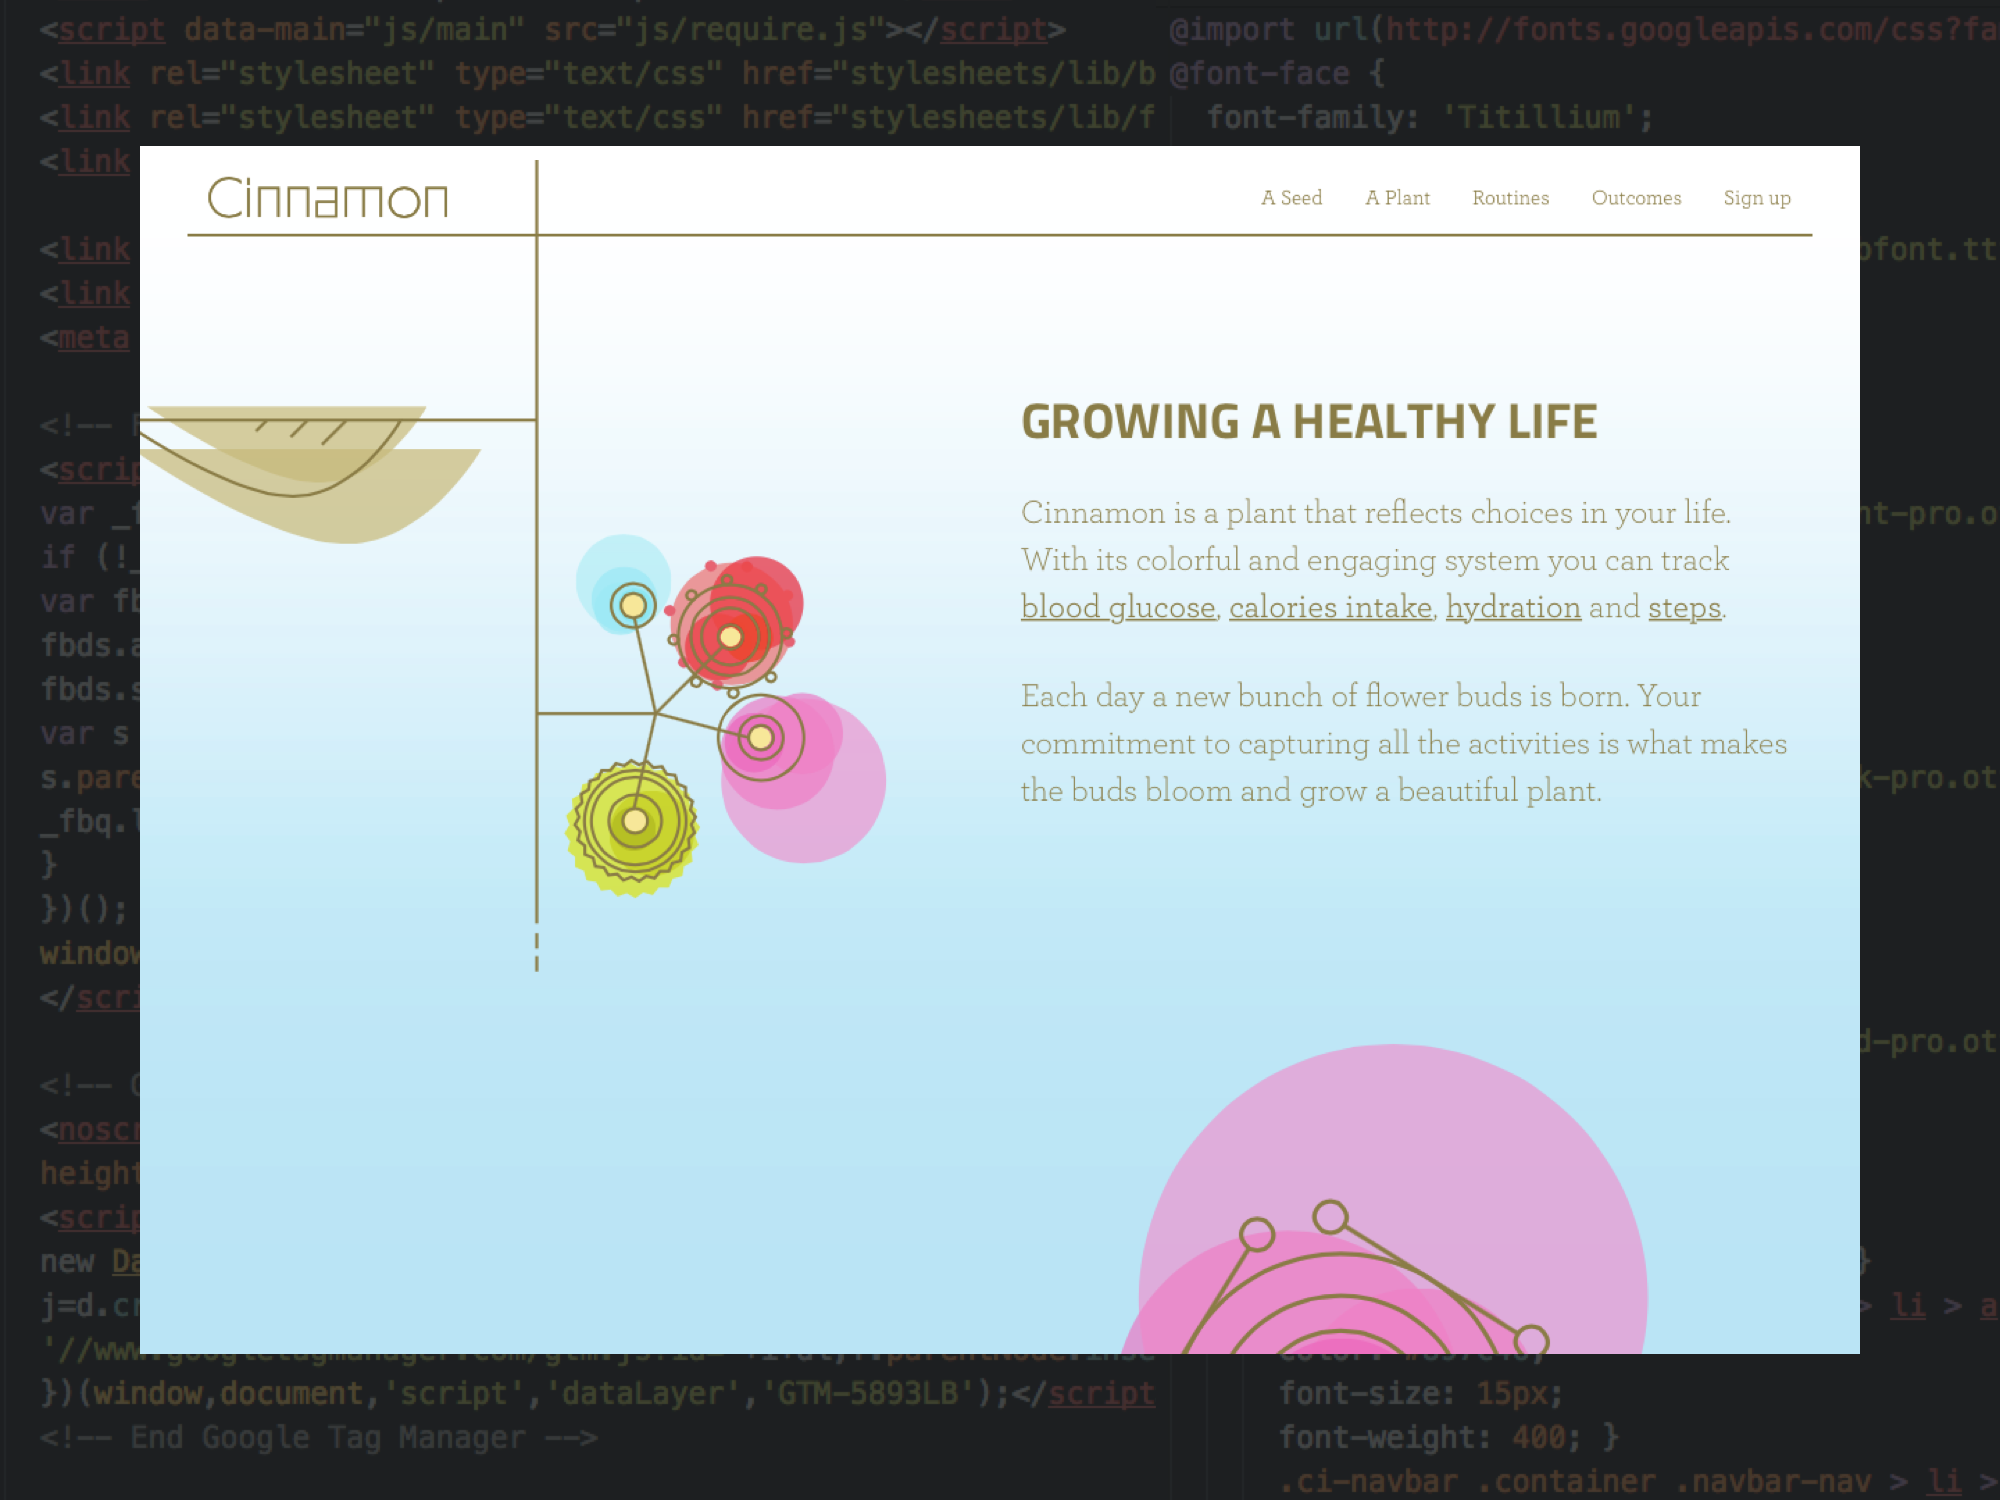 <script data-main="js/main" src="js/require.js"></script>
<link rel="stylesheet" type="text/css" href="stylesheets/lib/b
<link rel="stylesheet" type="text/css" href="stylesheets/lib/f
<link
<link
<link
<meta
<!--
<scrip
var
if (!
var fb
fbds.
fbds.
var s
s.pare
_fbq.
}
})();
window
</scri
<!--
<noscr
height
<scrip
new Da
j=d.cr
'//www.googletagmanager.com/gtm.js?id=
})(window,document,'script','dataLayer','GTM-5893LB');</script
<!-- End Google Tag Manager -->
@import url(http://fonts.googleapis.com/css?fa
@font-face {
font-family: 'Titillium';
font.tt
nt-pro.o
k-pro.ot
d-pro.ot
}
> li > a
font-size: 15px;
font-weight: 400; }
.ci-navbar .container .navbar-nav > li >
Cinnamon
A Seed A Plant Routines Outcomes Sign up
GROWING A HEALTHY LIFE
Cinnamon is a plant that reflects choices in your life.
With its colorful and engaging system you can track
blood glucose, calories intake, hydration and steps.
Each day a new bunch of flower buds is born. Your
commitment to capturing all the activities is what makes
the buds bloom and grow a beautiful plant.